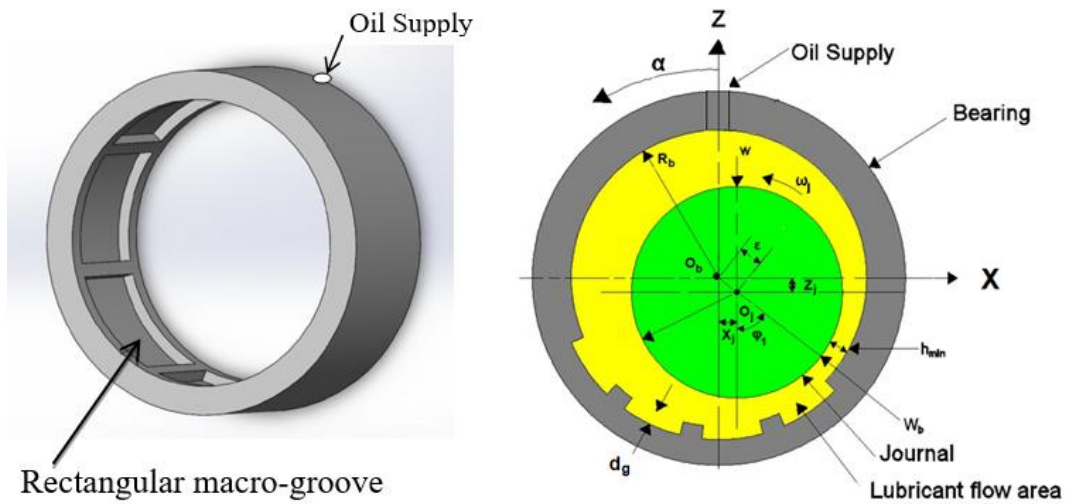 Oil Supply
Rectangular macro-groove
Z
α
Oil Supply
Bearing
w
R_b
ω_j
ε
O_b
X
Z_j
O_j
X_j
φ_1
h_min
W_b
d_g
Journal
Lubricant flow area